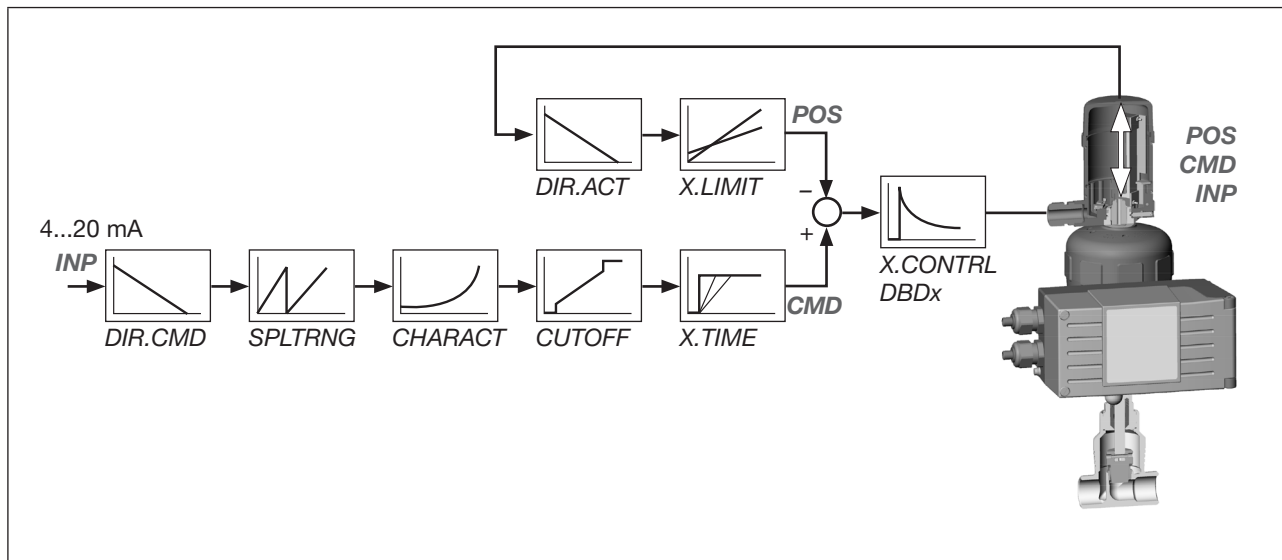 DIR.ACT
X.LIMIT
POS
–
+
X.CONTRL
DBDx
POS
CMD
INP
4...20 mA
INP
DIR.CMD
SPLTRNG
CHARACT
CUTOFF
X.TIME
CMD